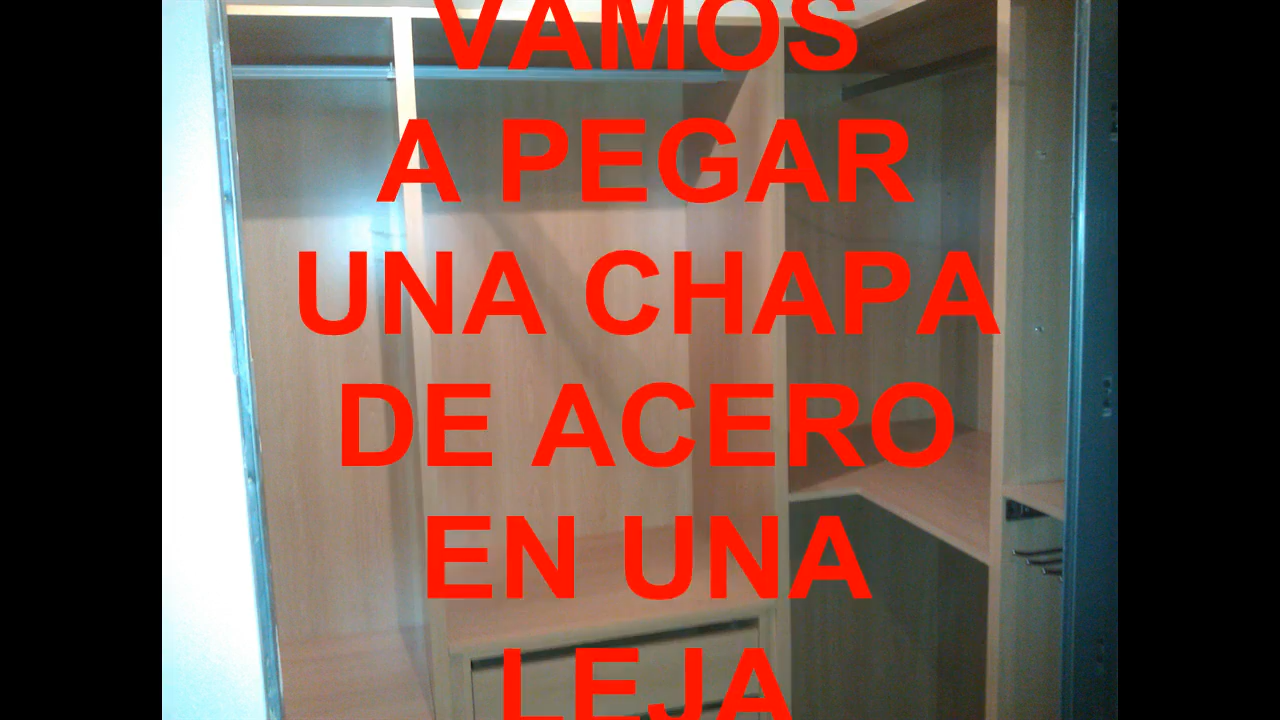 VAMOS
A PEGAR
UNA CHAPA
DE ACERO
EN UNA
LEJA